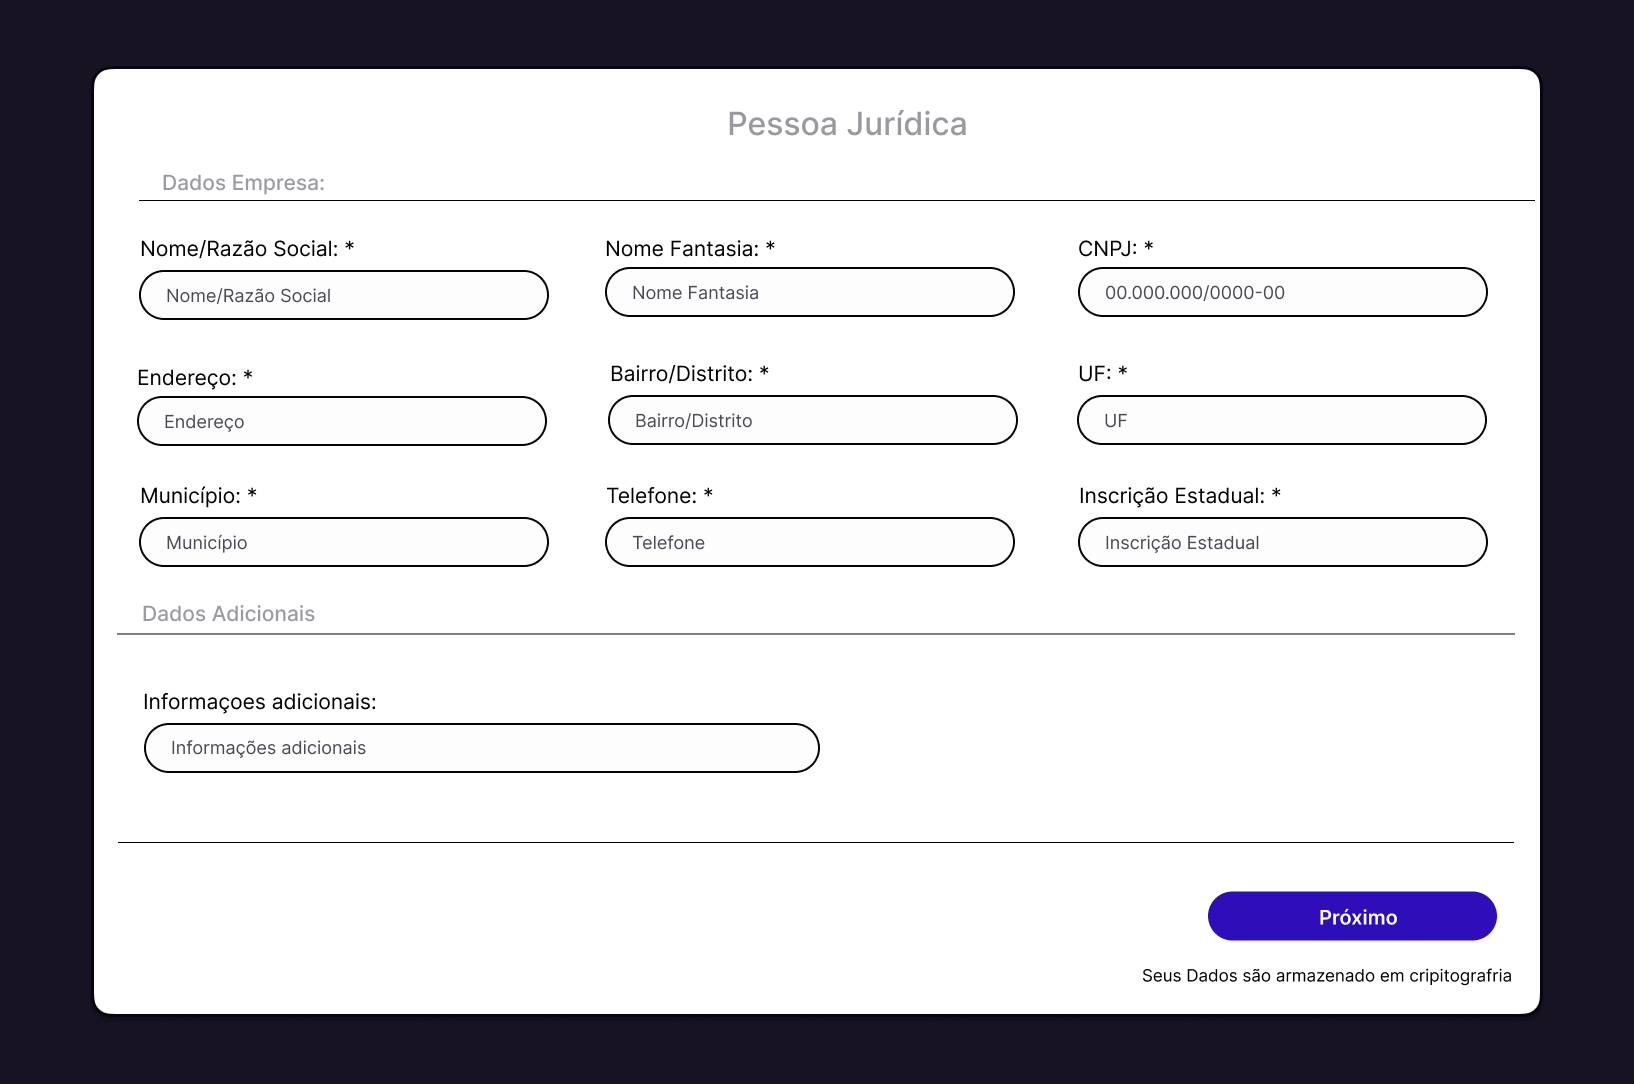 Pessoa Jurídica
Dados Empresa:
Nome/Razão Social: *
Nome Fantasia: *
CNPJ: *
Nome/Razão Social
Nome Fantasia
00.000.000/0000-00
Endereço: *
Bairro/Distrito: *
UF: *
Endereço
Bairro/Distrito
UF
Município: *
Telefone: *
Inscrição Estadual: *
Município
Telefone
Inscrição Estadual
Dados Adicionais
Informaçoes adicionais:
Informações adicionais
Próximo
Seus Dados são armazenado em cripitografria